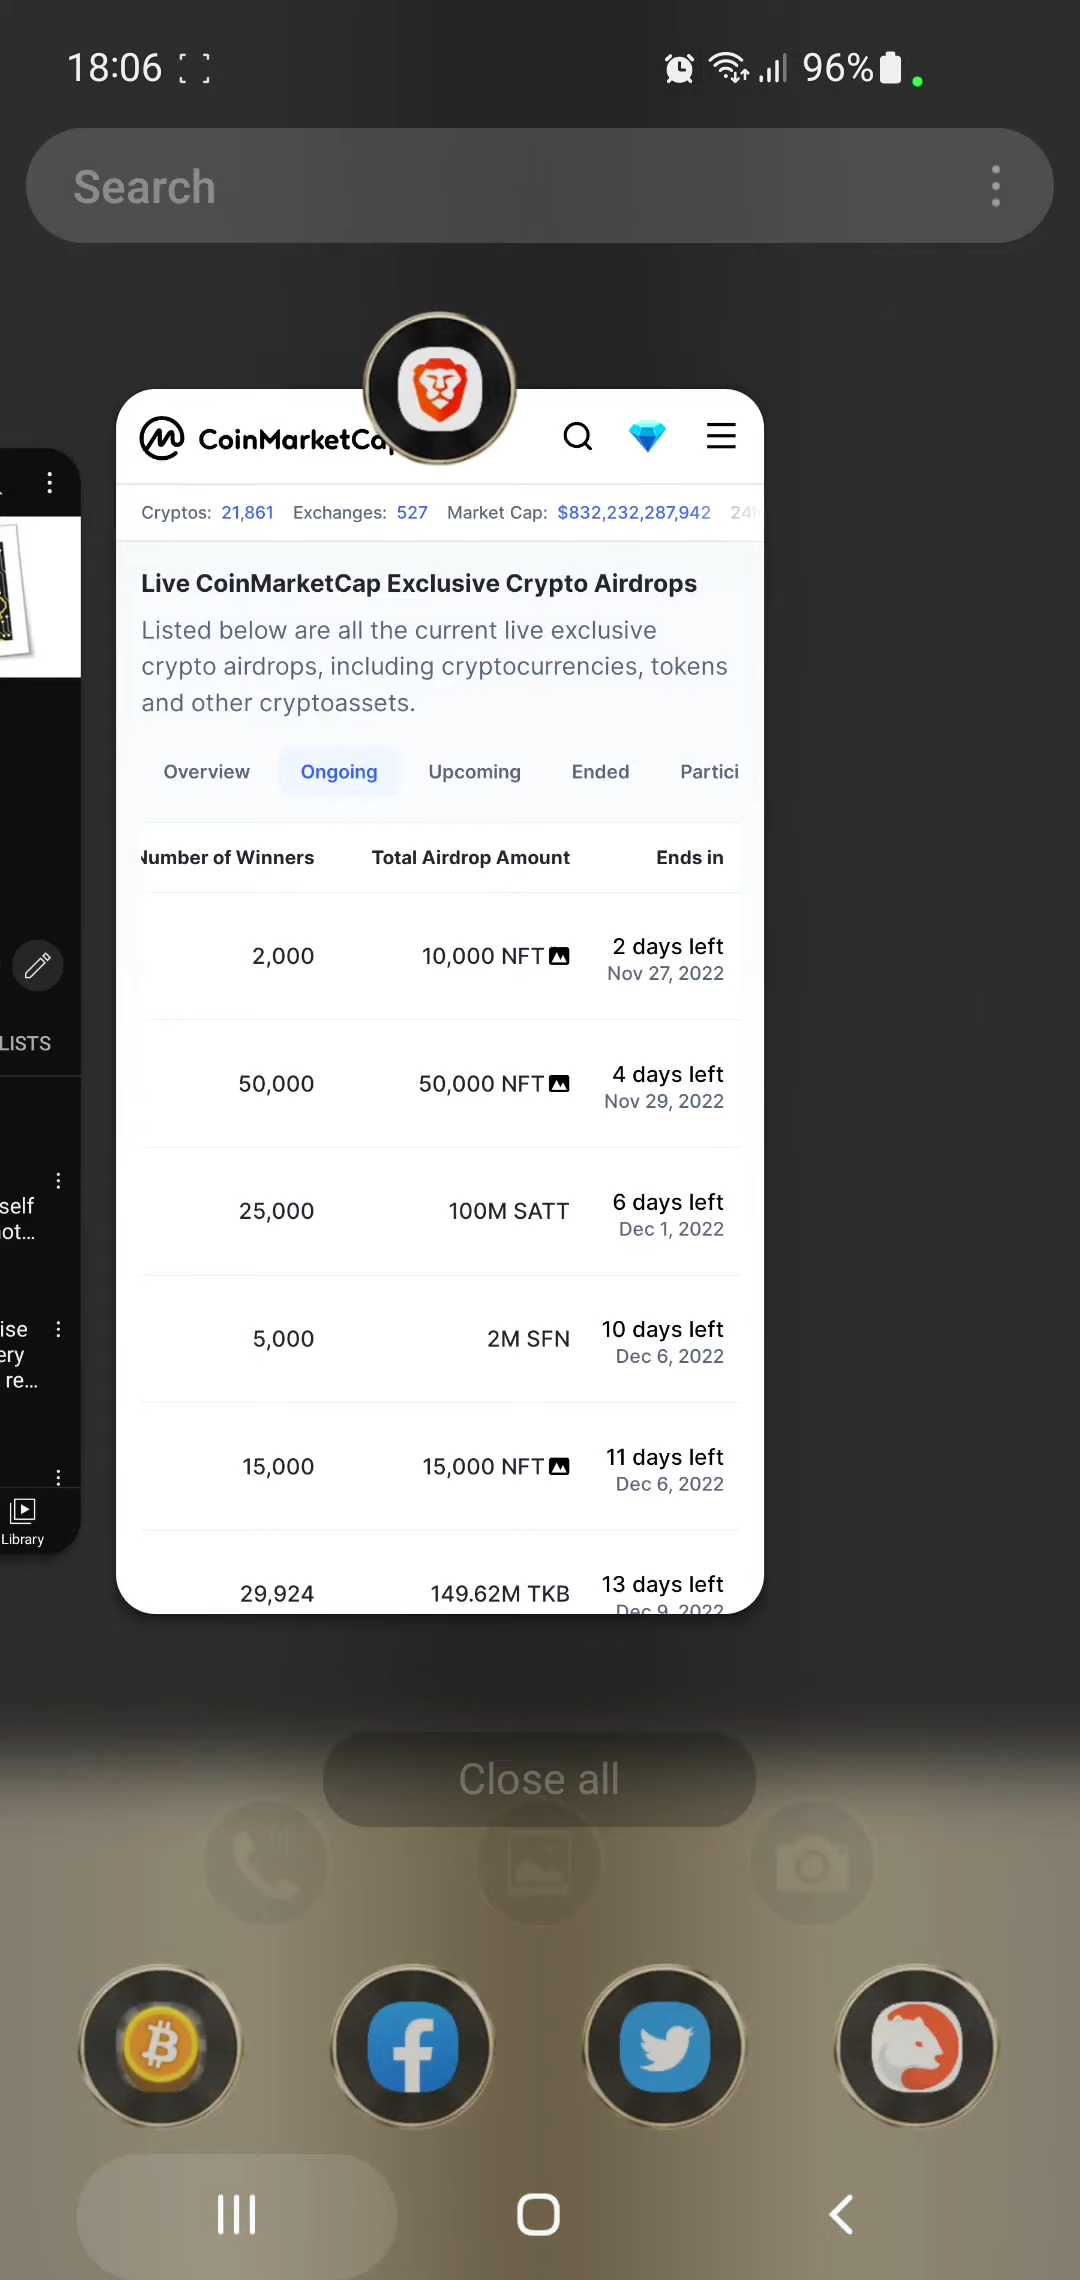 18:06
96%
Search
CoinMarketCap
Cryptos: 21,861 Exchanges: 527 Market Cap: $832,232,287,942 24h
Live CoinMarketCap Exclusive Crypto Airdrops
Listed below are all the current live exclusive
crypto airdrops, including cryptocurrencies, tokens
and other cryptoassets.
Overview Ongoing Upcoming Ended Partici
Number of Winners Total Airdrop Amount Ends in
2,000 10,000 NFT 2 days left
Nov 27, 2022
50,000 50,000 NFT 4 days left
Nov 29, 2022
25,000 100M SATT 6 days left
Dec 1, 2022
5,000 2M SFN 10 days left
Dec 6, 2022
15,000 15,000 NFT 11 days left
Dec 6, 2022
29,924 149.62M TKB 13 days left
Dec 9, 2022
LISTS
self
ot...
ise
ery
re...
Library
Close all